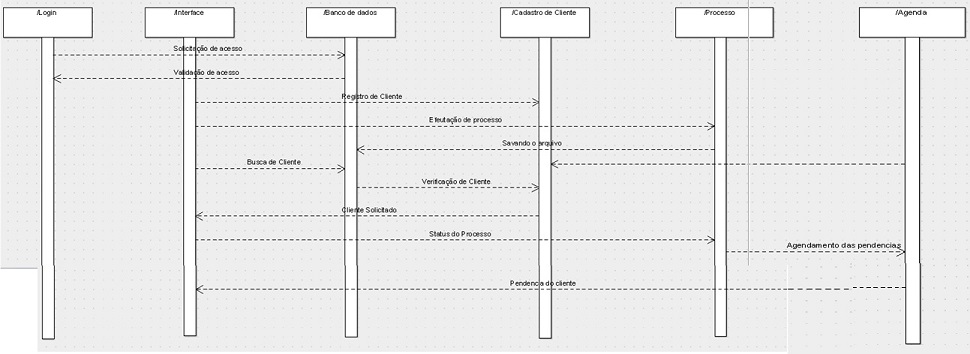 /Login
/Interface
/Banco de dados
/Cadastro de Cliente
/Processo
/Agenda
Solicitação de acesso
Validação de acesso
Registro de Cliente
Efeutação de processo
Savando o arquivo
Busca de Cliente
Verificação de Cliente
Cliente Solicitado
Status do Processo
Agendamento das pendencias
Pendencia do cliente